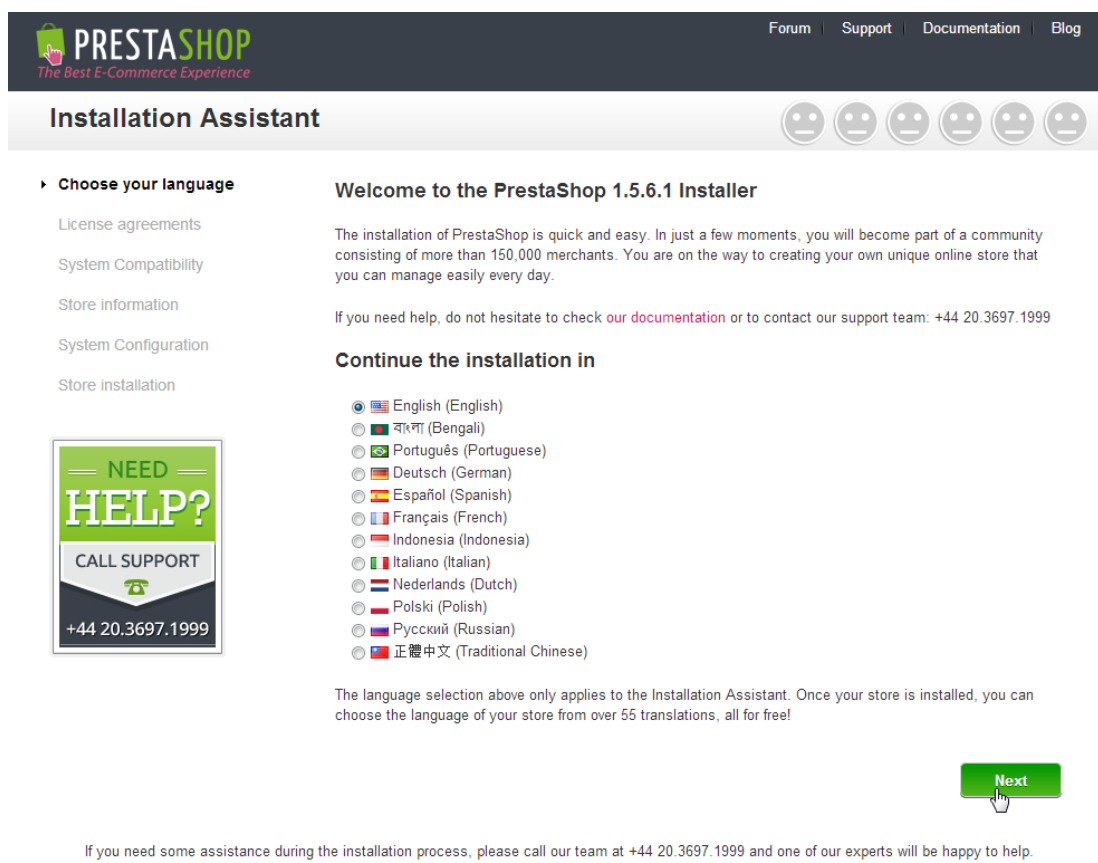 PRESTASHOP
The Best E-Commerce Experience
Forum
Support
Documentation
Blog
Installation Assistant
Choose your language
License agreements
System Compatibility
Store information
System Configuration
Store installation
NEED
HELP?
CALL SUPPORT
+44 20.3697.1999
Welcome to the PrestaShop 1.5.6.1 Installer
The installation of PrestaShop is quick and easy. In just a few moments, you will become part of a community
consisting of more than 150,000 merchants. You are on the way to creating your own unique online store that
you can manage easily every day.
If you need help, do not hesitate to check our documentation or to contact our support team: +44 20.3697.1999
Continue the installation in
English (English)
বাংলা (Bengali)
Português (Portuguese)
Deutsch (German)
Español (Spanish)
Français (French)
Indonesia (Indonesia)
Italiano (Italian)
Nederlands (Dutch)
Polski (Polish)
Русский (Russian)
正體中文 (Traditional Chinese)
The language selection above only applies to the Installation Assistant. Once your store is installed, you can
choose the language of your store from over 55 translations, all for free!
Next
If you need some assistance during the installation process, please call our team at +44 20.3697.1999 and one of our experts will be happy to help.